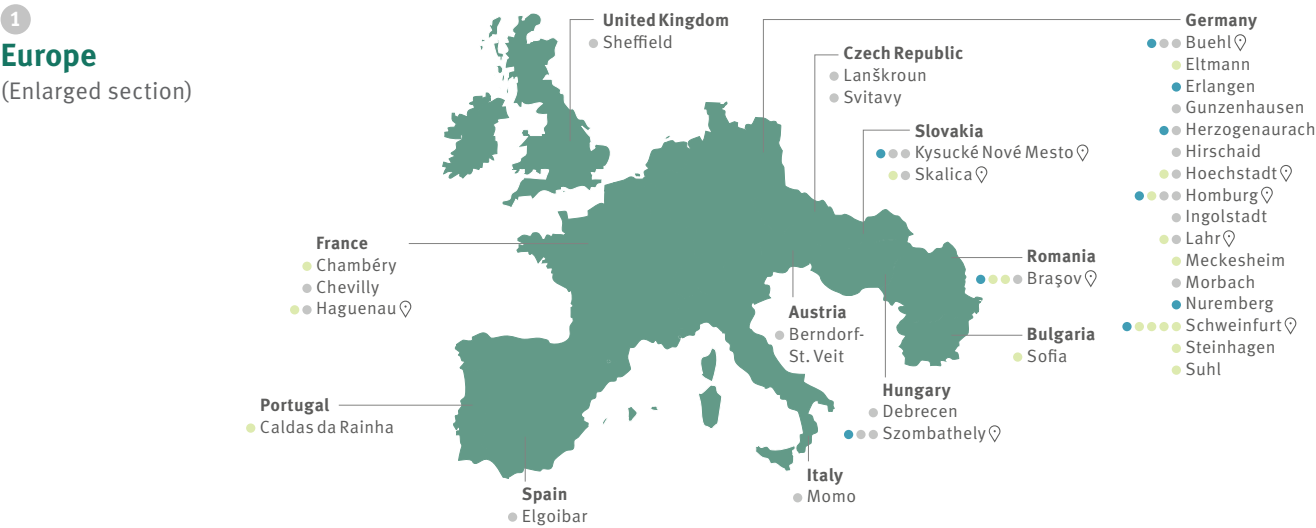 1
Europe
(Enlarged section)
United Kingdom
Sheffield
Czech Republic
Lanškroun
Svitavy
Slovakia
Kysucké Nové Mesto
Skalica
Germany
Buehl
Eltmann
Erlangen
Gunzenhausen
Herzogenaurach
Hirschaid
Hoechstadt
Homburg
Ingolstadt
Lahr
Meckesheim
Morbach
Nuremberg
Schweinfurt
Steinhagen
Suhl
France
Chambéry
Chevilly
Haguenau
Romania
Braşov
Austria
Berndorf-
St. Veit
Bulgaria
Sofia
Hungary
Debrecen
Szombathely
Portugal
Caldas da Rainha
Italy
Momo
Spain
Elgoibar